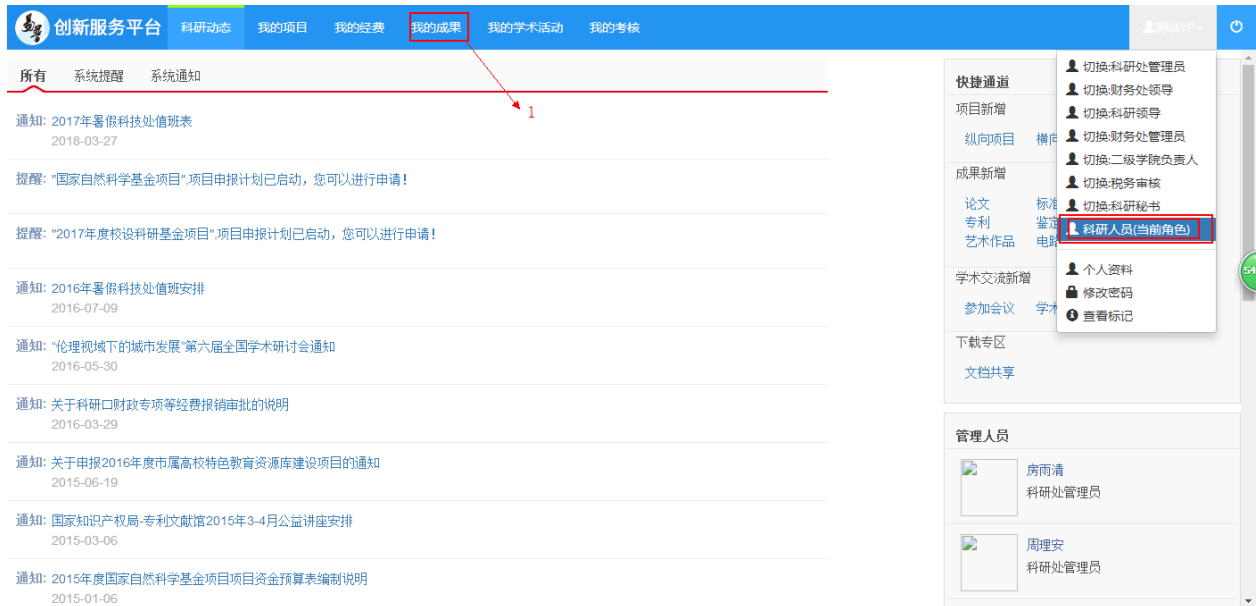 易普 创新服务平台 科研动态 我的项目 我的经费 我的成果 我的学术活动 我的考核 测试YP
1
所有 系统提醒 系统通知
通知: 2017年暑假科技处值班表
2018-03-27
提醒: "国家自然科学基金项目",项目申报计划已启动，您可以进行申请！
提醒: "2017年度校设科研基金项目",项目申报计划已启动，您可以进行申请！
通知: 2016年暑假科技处值班安排
2016-07-09
通知: “伦理视域下的城市发展”第六届全国学术研讨会通知
2016-05-30
通知: 关于科研口财政专项等经费报销审批的说明
2016-03-29
通知: 关于申报2016年度市属高校特色教育资源库建设项目的通知
2015-06-19
通知: 国家知识产权局-专利文献馆2015年3-4月公益讲座安排
2015-03-06
通知: 2015年度国家自然科学基金项目项目资金预算表编制说明
2015-01-06
快捷通道
项目新增
纵向项目 横向
成果新增
论文 标准
专利 鉴定
艺术作品 电路
学术交流新增
参加会议 学术
下载专区
文档共享
管理人员
房雨清
科研处管理员
周理安
科研处管理员
切换:科研处管理员
切换:财务处领导
切换:科研领导
切换:财务处管理员
切换:二级学院负责人
切换:税务审核
切换:科研秘书
科研人员(当前角色)
个人资料
修改密码
查看标记
54